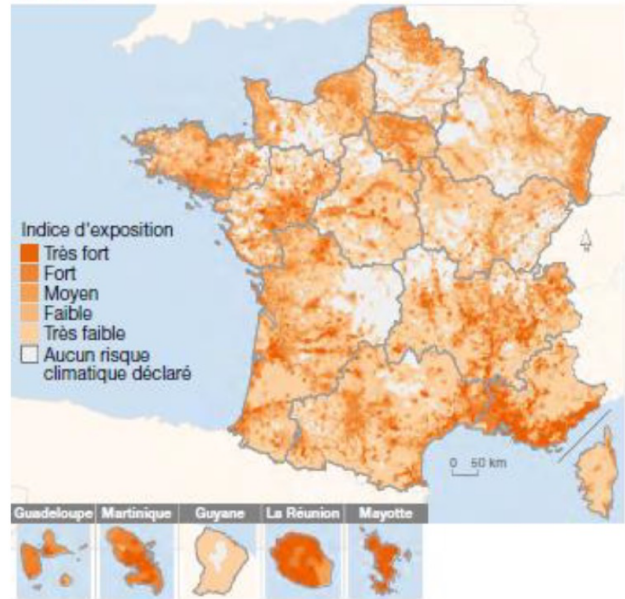 Indice d'exposition
Très fort
Fort
Moyen
Faible
Très faible
Aucun risque
climatique déclaré
N
0 50 km
Guadeloupe Martinique Guyane La Réunion Mayotte